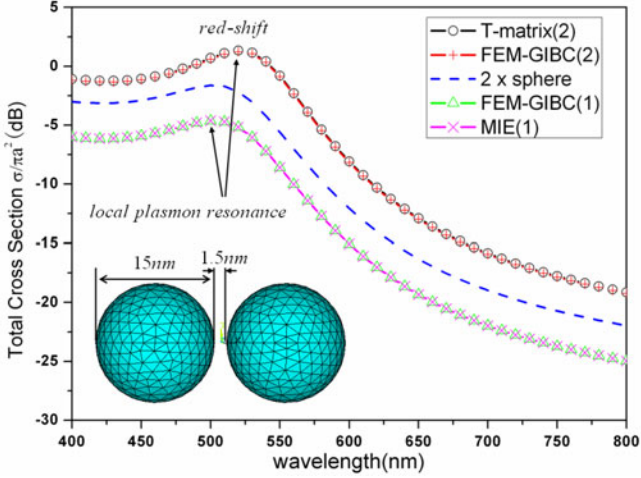 red-shift
T-matrix(2)
FEM-GIBC(2)
2 x sphere
FEM-GIBC(1)
MIE(1)
local plasmon resonance
1.5nm
15nm
Total Cross Section σ/πa² (dB)
0
-5
-10
-15
-20
-25
-30
400 450 500 550 600 650 700 750 800
wavelength(nm)